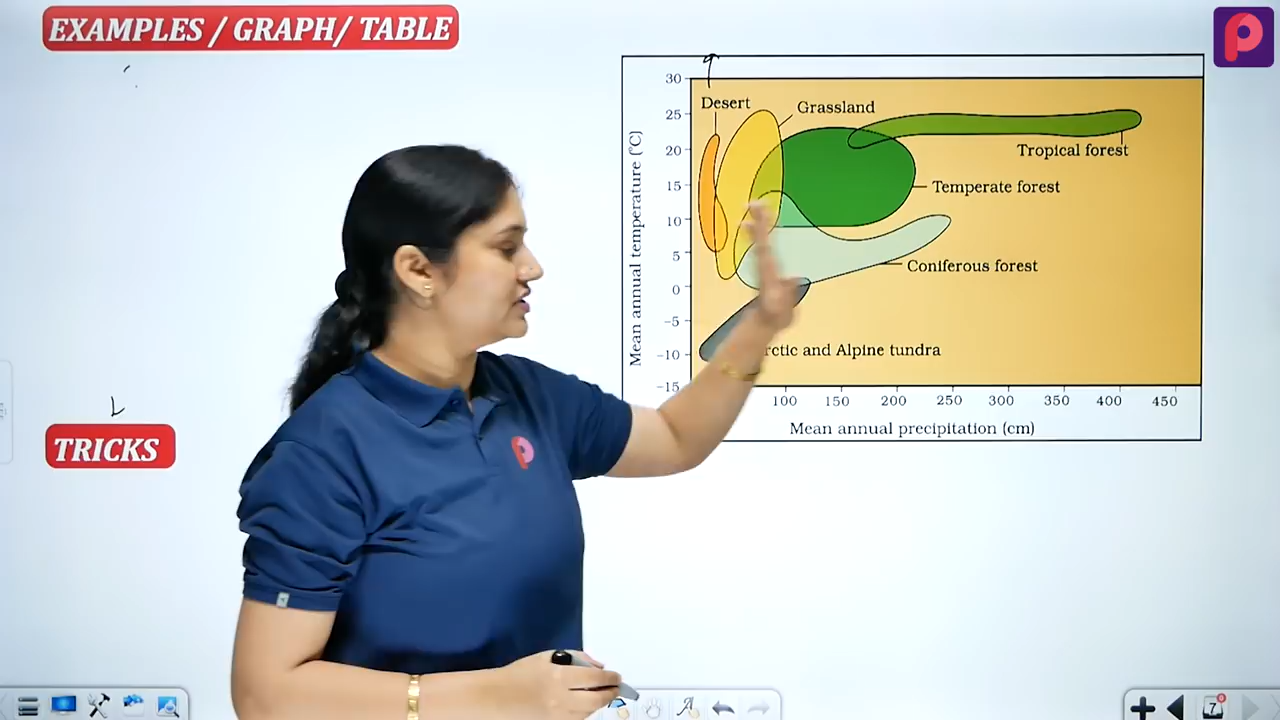 EXAMPLES / GRAPH/ TABLE
30
25
20
15
10
5
0
-5
-10
-15
Mean annual temperature (°C)
Desert
Grassland
Tropical forest
Temperate forest
Coniferous forest
and Alpine tundra
100 150 200 250 300 350 400 450
Mean annual precipitation (cm)
TRICKS
7